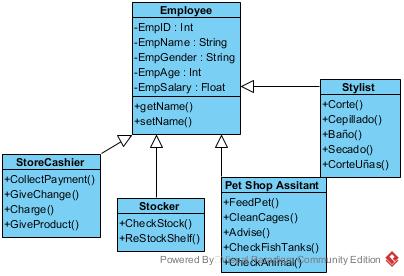 Employee
-EmpID : Int
-EmpName : String
-EmpGender : String
-EmpAge : Int
-EmpSalary : Float
+getName()
+setName()
Stylist
+Corte()
+Cepillado()
+Baño()
+Secado()
+CorteUñas()
StoreCashier
+CollectPayment()
+GiveChange()
+Charge()
+GiveProduct()
Stocker
+CheckStock()
+ReStockShelf()
Pet Shop Assitant
+FeedPet()
+CleanCages()
+Advise()
+CheckFishTanks()
+CheckAnimal()
Powered By Visual Paradigm Community Edition